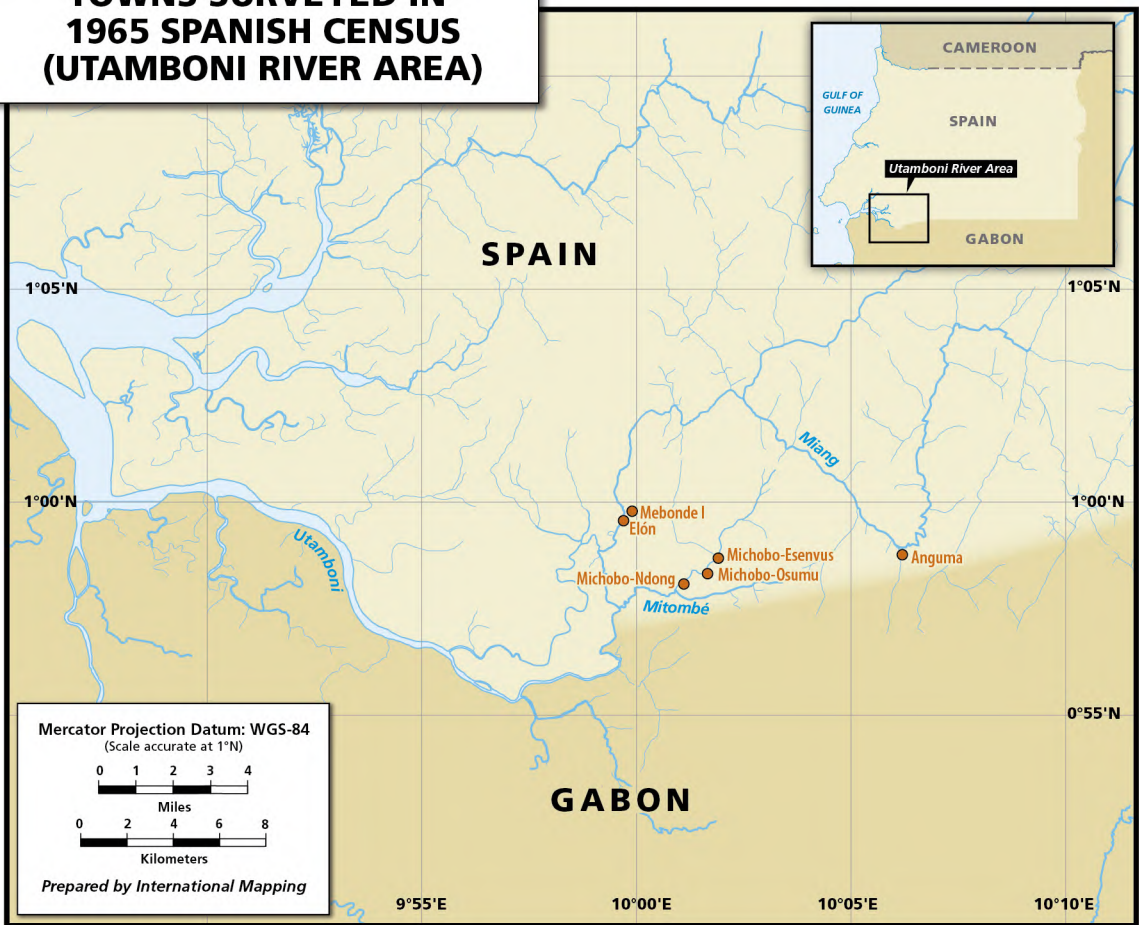 TOWNS SURVEYED IN
1965 SPANISH CENSUS
(UTAMBONI RIVER AREA)
CAMEROON
GULF OF
GUINEA
SPAIN
Utamboni River Area
GABON
SPAIN
1°05'N
1°05'N
Miang
1°00'N
1°00'N
Mebonde I
Elón
Utamboni
Michobo-Esenvus
Anguma
Michobo-Osumu
Michobo-Ndong
Mitombé
0°55'N
Mercator Projection Datum: WGS-84
(Scale accurate at 1°N)
0 1 2 3 4
Miles
0 2 4 6 8
Kilometers
Prepared by International Mapping
GABON
9°55'E
10°00'E
10°05'E
10°10'E